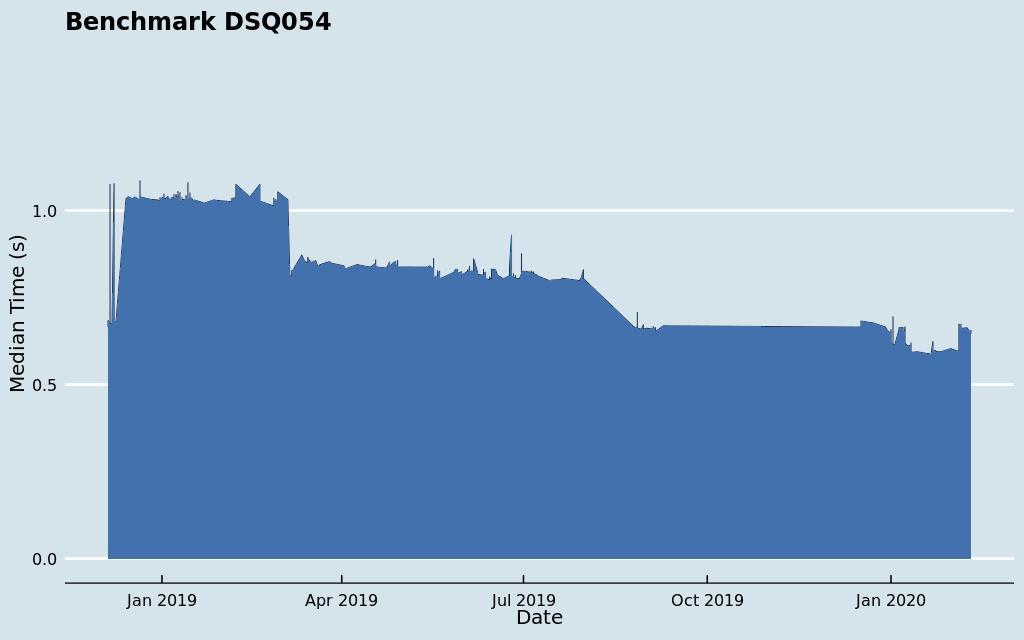 Benchmark DSQ054
Median Time (s)
1.0
0.5
0.0
Jan 2019
Apr 2019
Jul 2019
Oct 2019
Jan 2020
Date